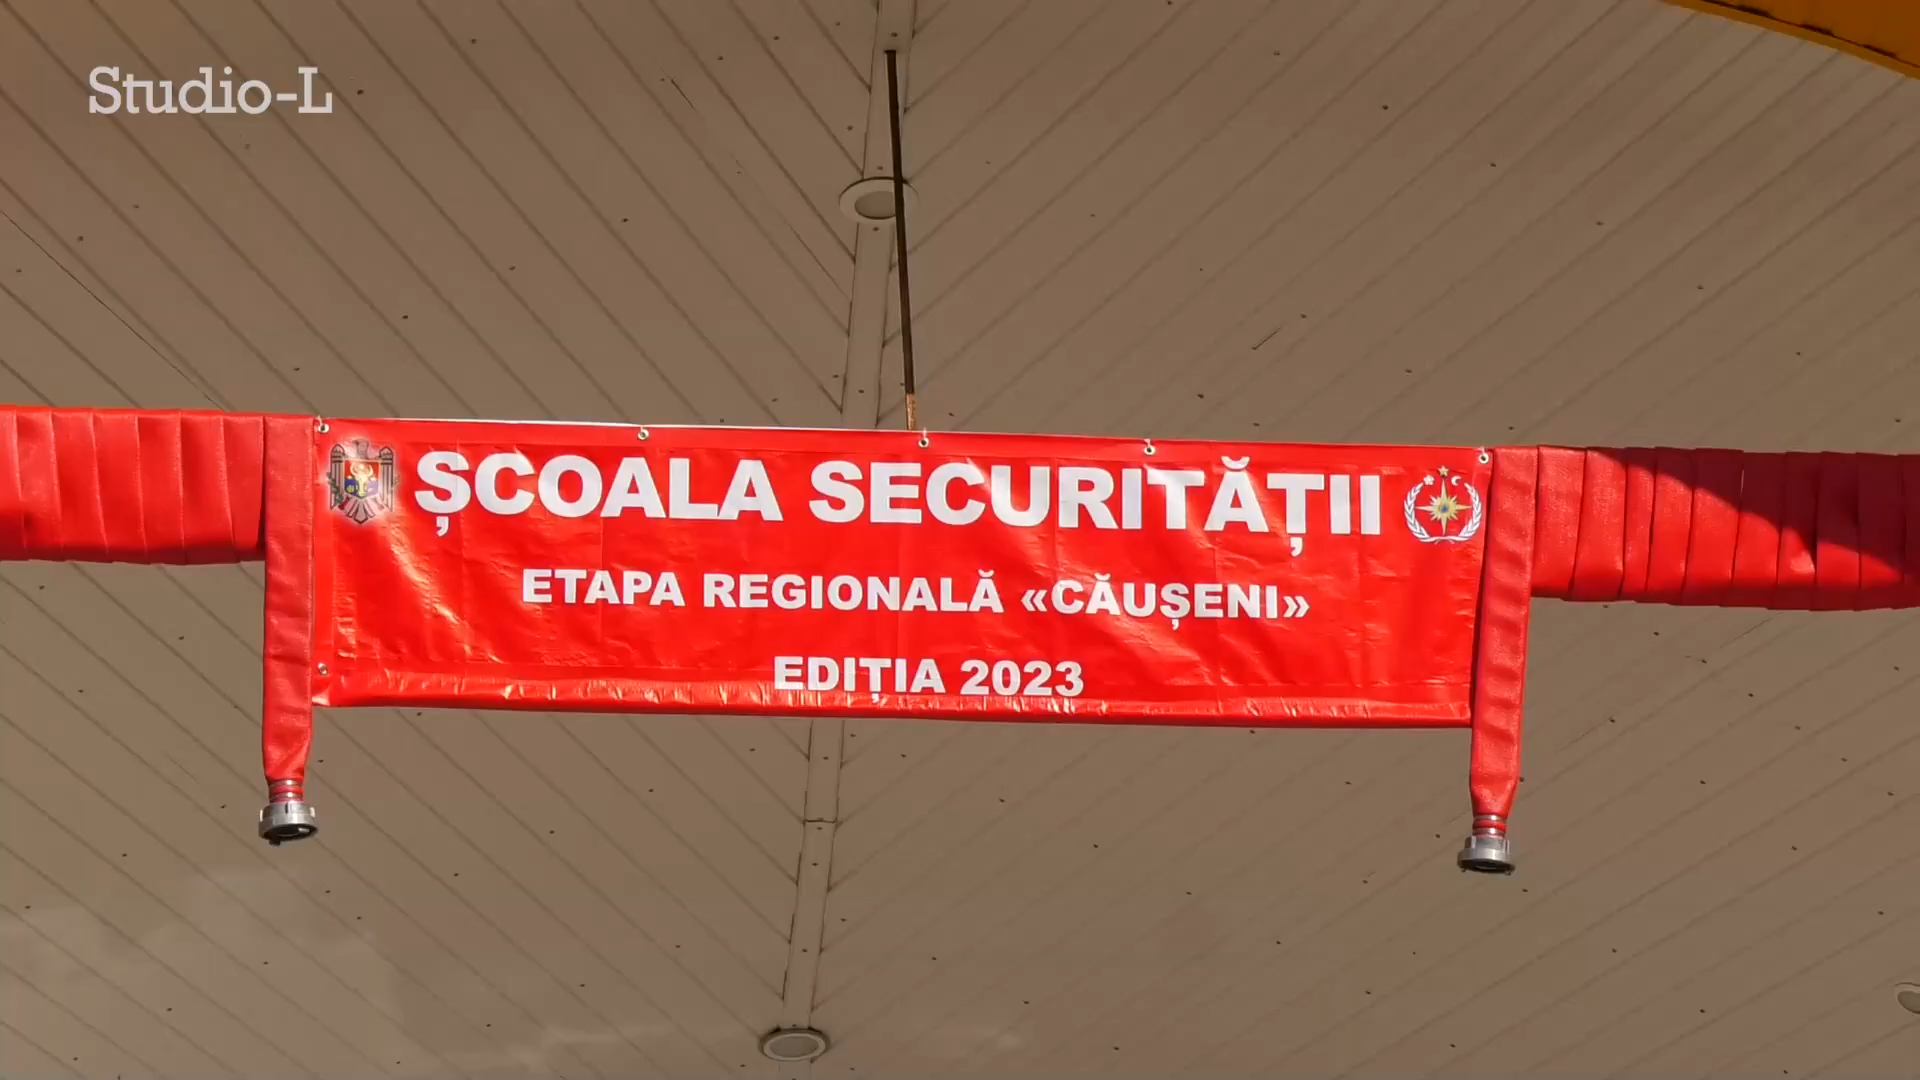 Studio-L
ȘCOALA SECURITĂȚII
ETAPA REGIONALĂ «CĂUȘENI»
EDIȚIA 2023